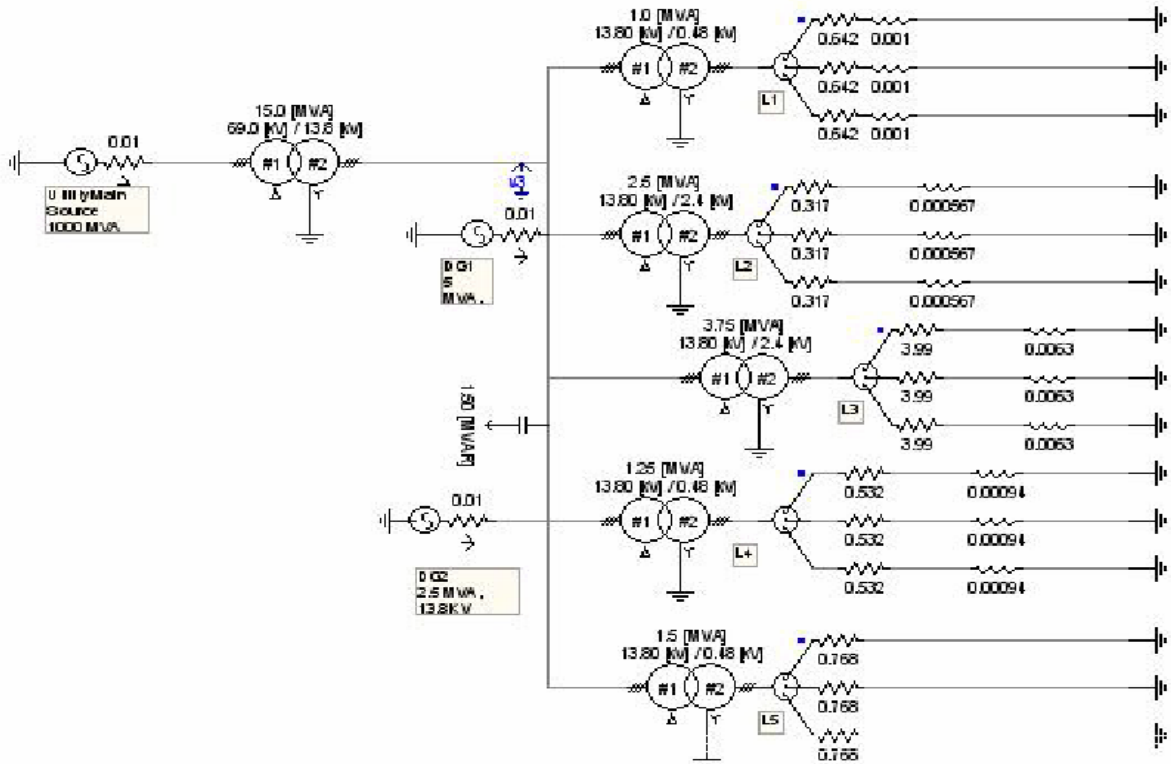 1.0 [MVA]
13.80 [kV] / 0.48 [kV]
#1 #2
Δ Y
L1
0.642 0.001
0.642 0.001
0.642 0.001
15.0 [MVA]
69.0 [kV] / 13.8 [kV]
0.01
#1 #2
Δ Y
Utility Main
Source
1000 MVA
2.5 [MVA]
13.80 [kV] / 2.4 [kV]
#1 #2
Δ Y
L2
0.317 0.000567
0.317 0.000567
0.317 0.000567
0.01
DG1
MVA,
3.75 [MVA]
13.80 [kV] / 2.4 [kV]
#1 #2
Δ Y
L3
3.99 0.0063
3.99 0.0063
3.99 0.0063
1.25 [MVA]
13.80 [kV] / 0.48 [kV]
#1 #2
Δ Y
L4
0.532 0.00094
0.532 0.00094
0.532 0.00094
0.01
DG2
2.5 MVA,
13.8KV
1.5 [MVA]
13.80 [kV] / 0.48 [kV]
#1 #2
Δ Y
L5
0.768
0.768
0.768